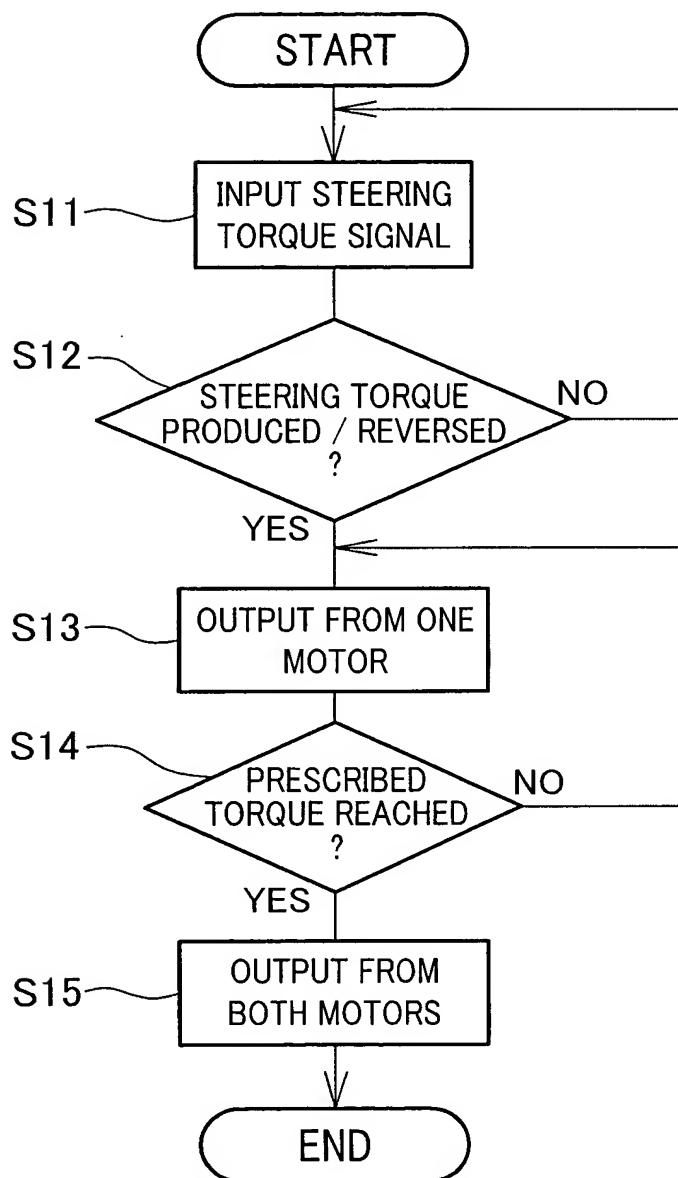 START
S11
INPUT STEERING
TORQUE SIGNAL
S12
STEERING TORQUE
PRODUCED / REVERSED
?
NO
YES
S13
OUTPUT FROM ONE
MOTOR
S14
PRESCRIBED
TORQUE REACHED
?
NO
YES
S15
OUTPUT FROM
BOTH MOTORS
END